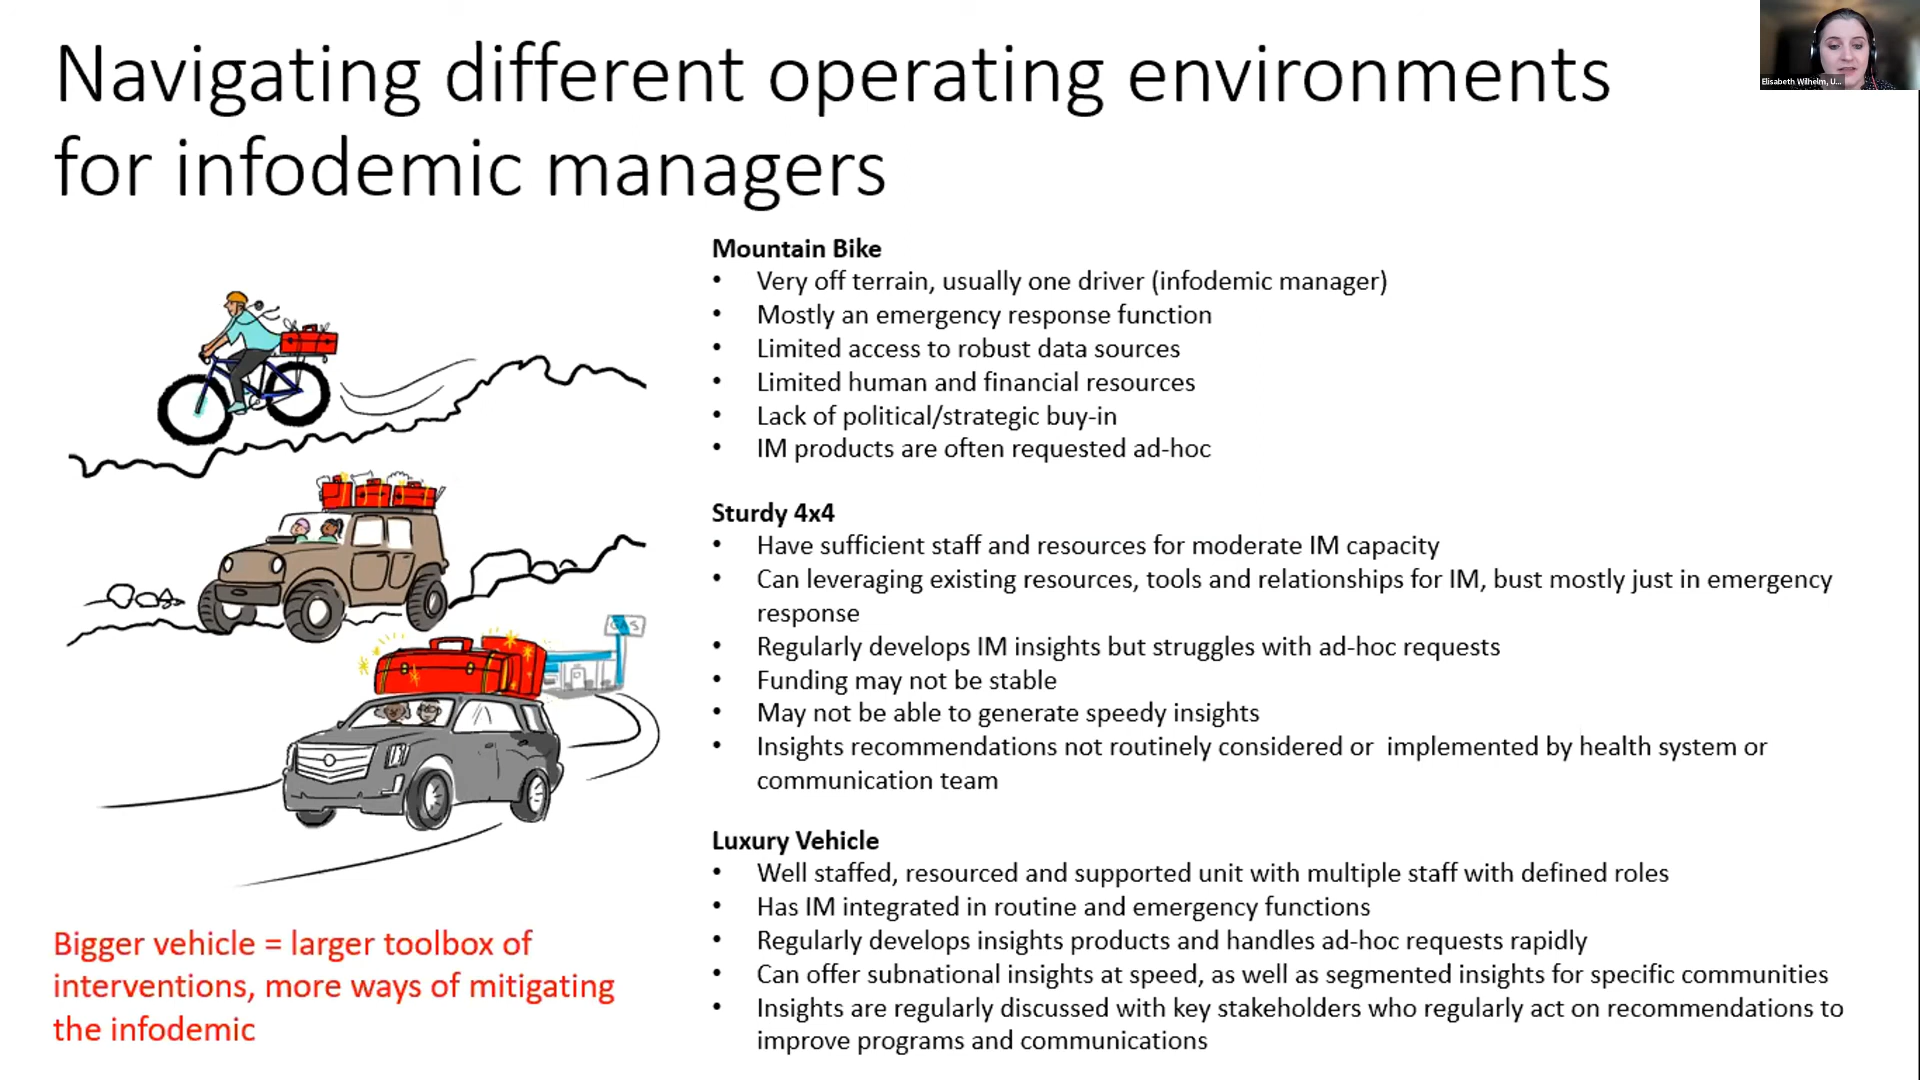 Navigating different operating environments
for infodemic managers
Elisabeth Wilhelm, U...
Mountain Bike
• Very off terrain, usually one driver (infodemic manager)
• Mostly an emergency response function
• Limited access to robust data sources
• Limited human and financial resources
• Lack of political/strategic buy-in
• IM products are often requested ad-hoc
Sturdy 4x4
• Have sufficient staff and resources for moderate IM capacity
• Can leveraging existing resources, tools and relationships for IM, bust mostly just in emergency
response
• Regularly develops IM insights but struggles with ad-hoc requests
• Funding may not be stable
• May not be able to generate speedy insights
• Insights recommendations not routinely considered or implemented by health system or
communication team
Luxury Vehicle
• Well staffed, resourced and supported unit with multiple staff with defined roles
• Has IM integrated in routine and emergency functions
• Regularly develops insights products and handles ad-hoc requests rapidly
• Can offer subnational insights at speed, as well as segmented insights for specific communities
• Insights are regularly discussed with key stakeholders who regularly act on recommendations to
improve programs and communications
GAS
Bigger vehicle = larger toolbox of
interventions, more ways of mitigating
the infodemic